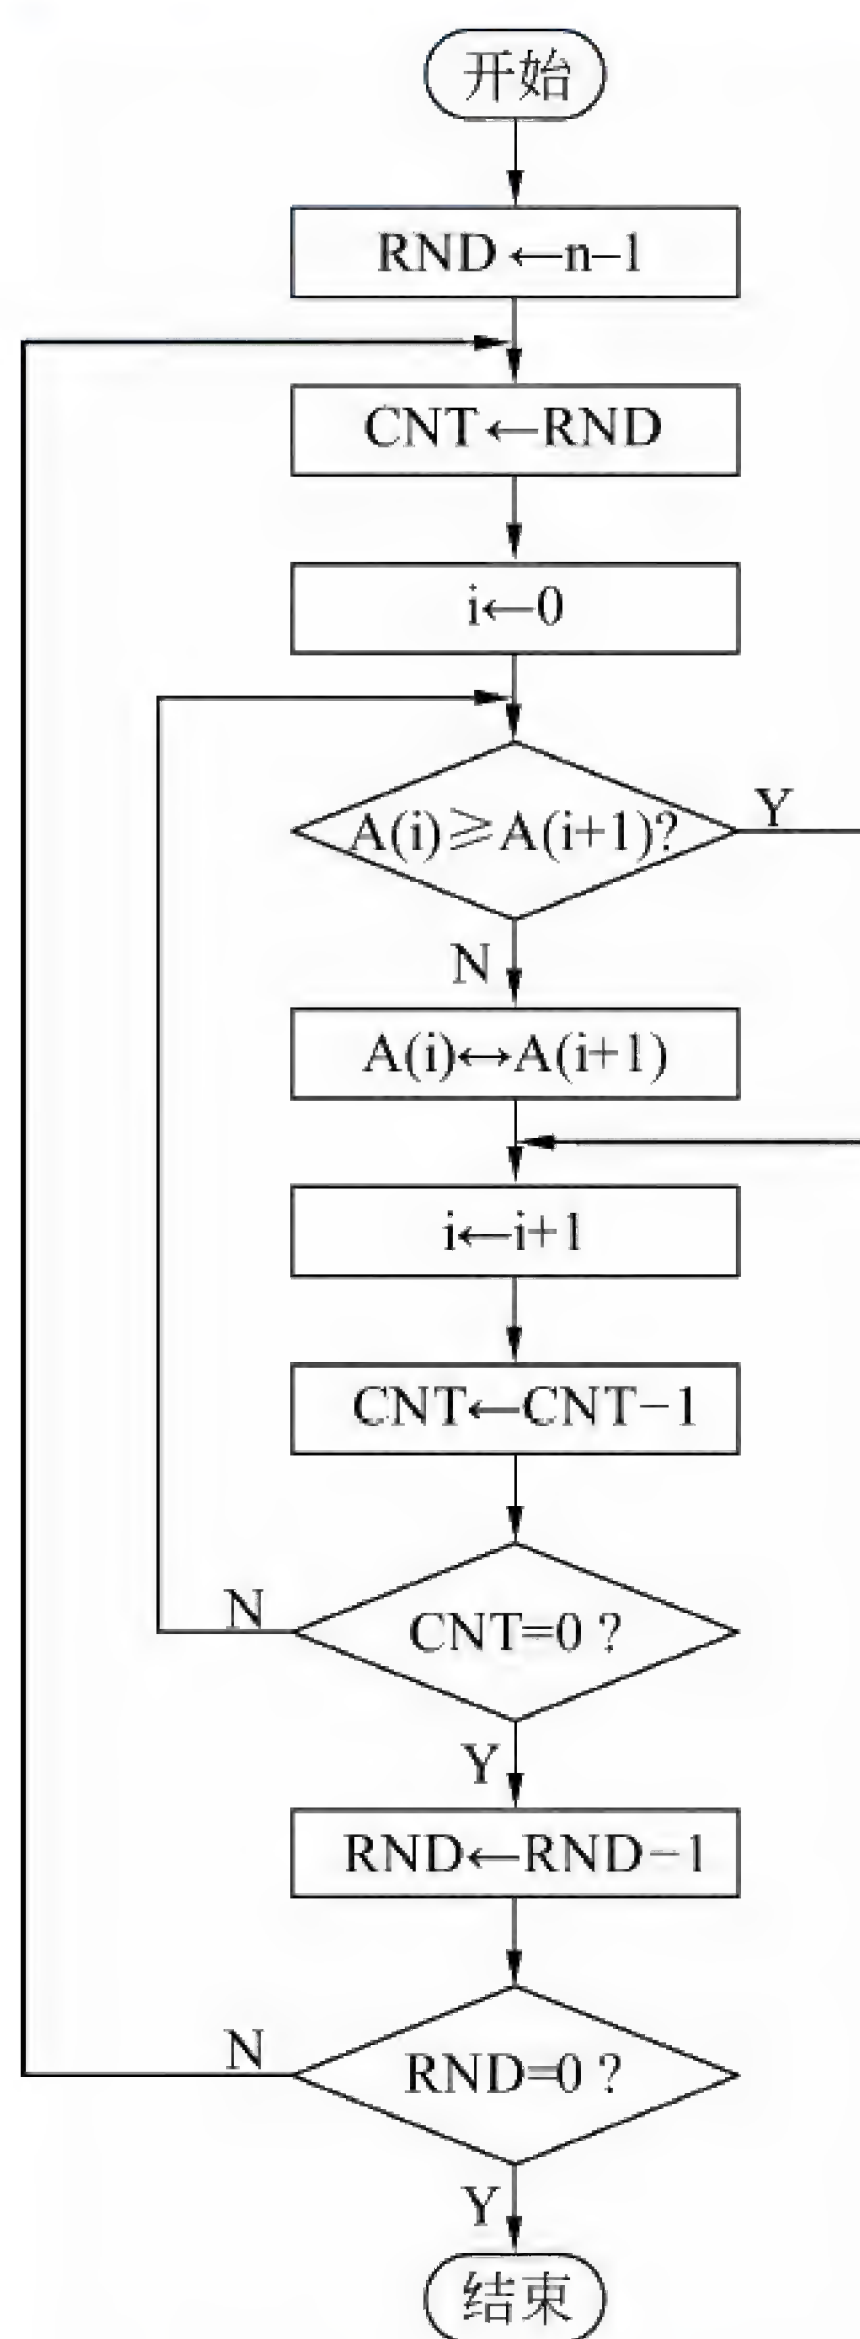 开始
RND←n-1
CNT←RND
i←0
A(i)≥A(i+1)?
Y
N
A(i)↔A(i+1)
i←i+1
CNT←CNT-1
CNT=0?
N
Y
RND←RND-1
RND=0?
N
Y
结束